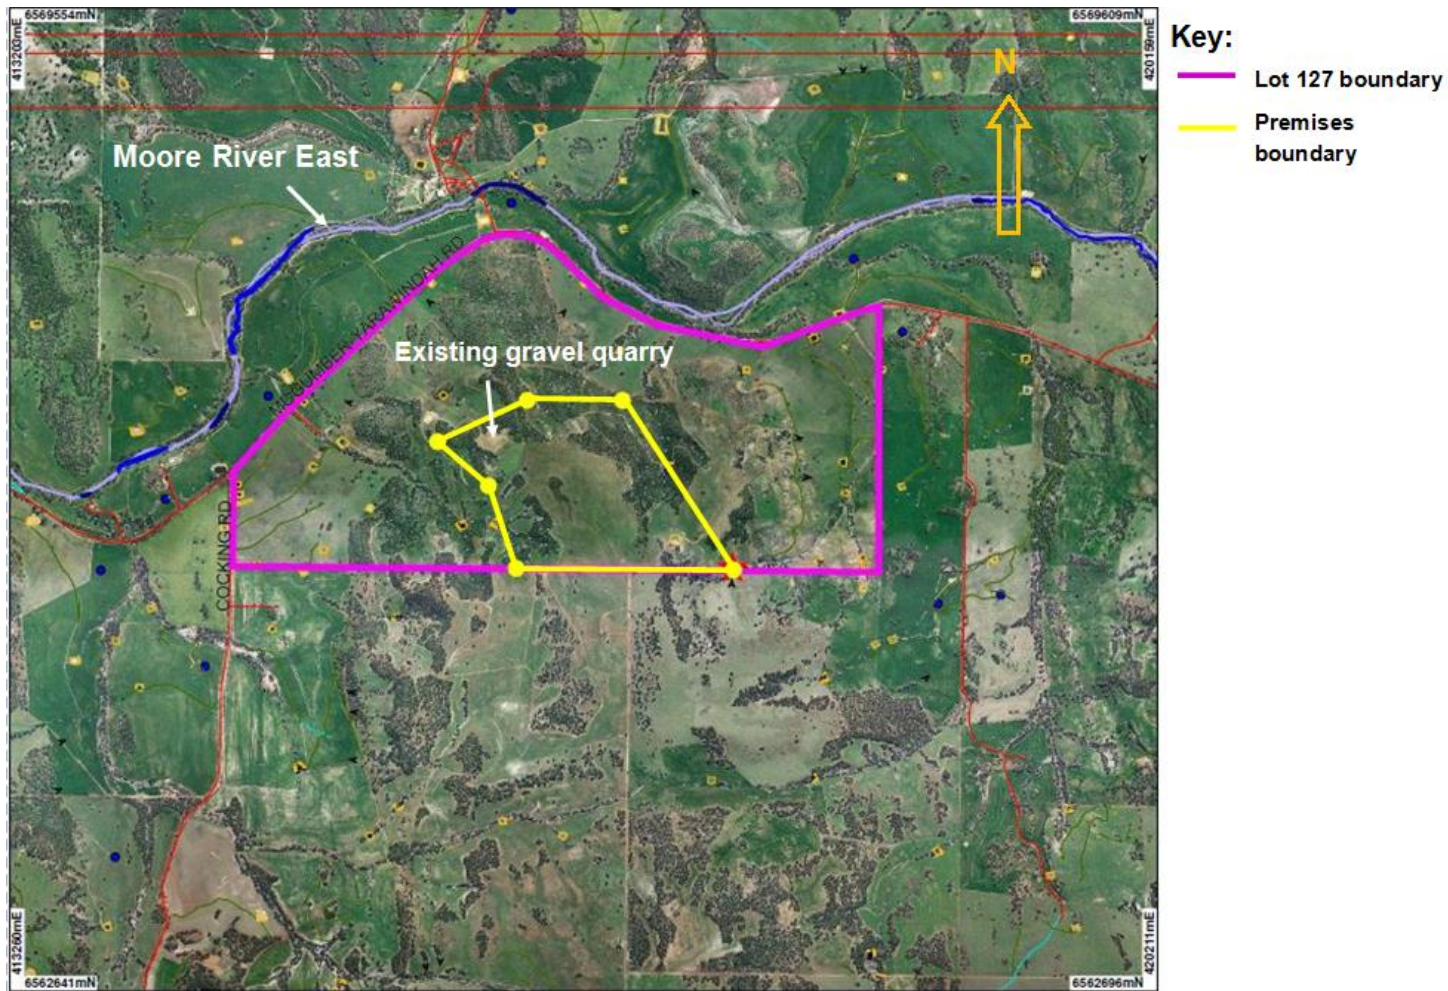 6569554mN
6569609mN
413203mE
420159mE
Key:
N
Lot 127 boundary
Premises
boundary
Moore River East
Existing gravel quarry
COCKING RD
413260mE
420211mE
6562641mN
6562696mN